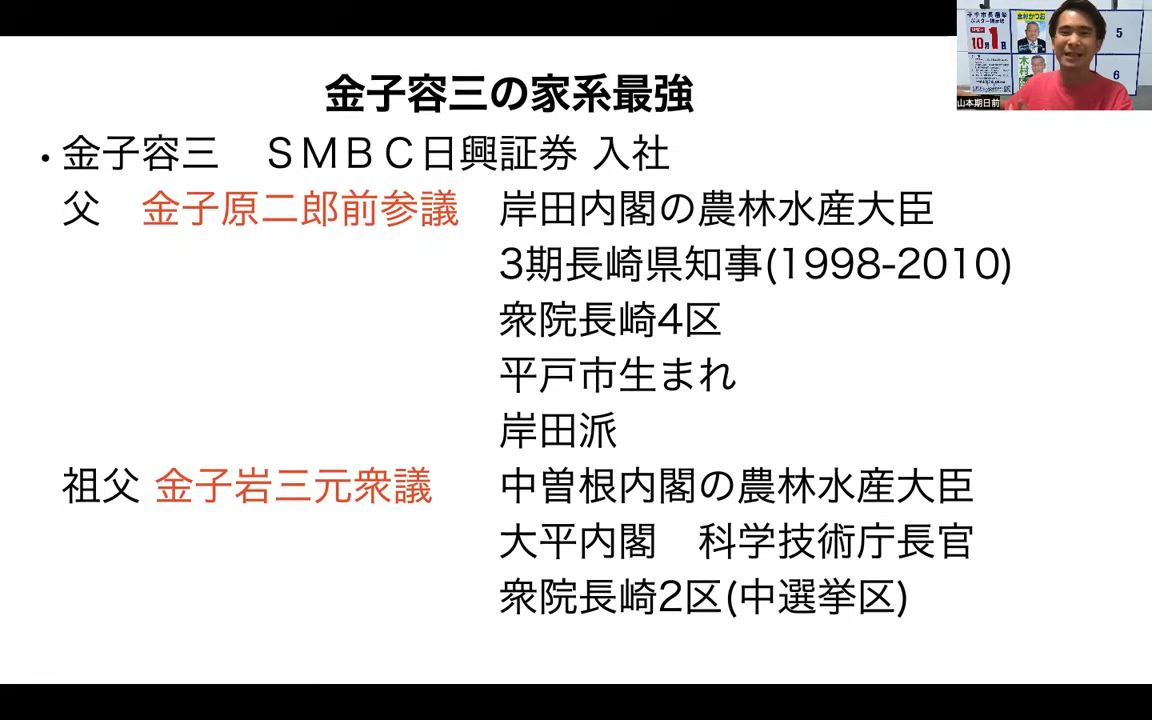 金子容三の家系最強
・金子容三　ＳＭＢＣ日興証券 入社
父　金子原二郎前参議　岸田内閣の農林水産大臣
3期長崎県知事(1998-2010)
衆院長崎4区
平戸市生まれ
岸田派
祖父 金子岩三元衆議　中曽根内閣の農林水産大臣
大平内閣　科学技術庁長官
衆院長崎2区(中選挙区)
10月1日
5
6
山本期日前